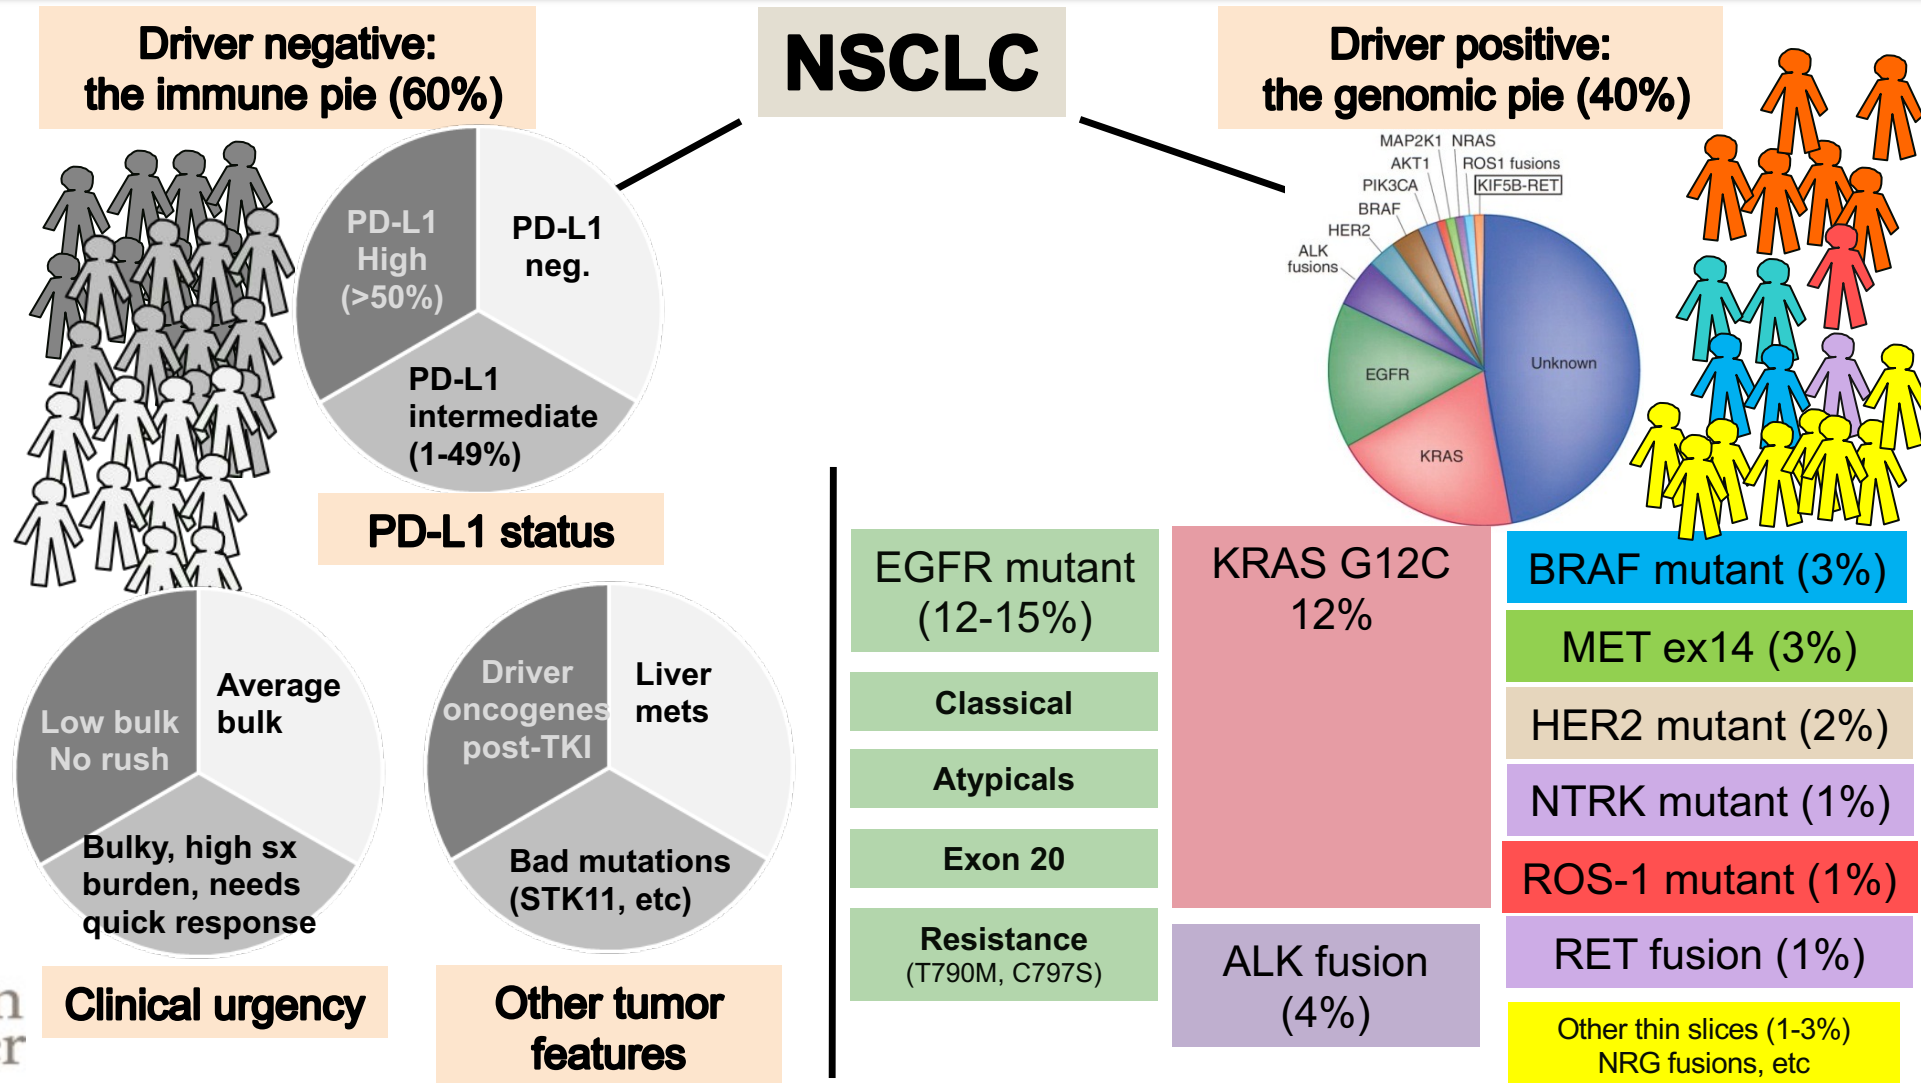 NSCLC
Driver negative:
the immune pie (60%)
PD-L1
High
(>50%)
PD-L1
neg.
PD-L1
intermediate
(1-49%)
PD-L1 status
Low bulk
No rush
Average
bulk
Bulky, high sx
burden, needs
quick response
Clinical urgency
Driver
oncogenes
post-TKI
Liver
mets
Bad mutations
(STK11, etc)
Other tumor
features
Driver positive:
the genomic pie (40%)
MAP2K1 NRAS
AKT1 ROS1 fusions
PIK3CA KIF5B-RET
BRAF
HER2
ALK
fusions
EGFR
Unknown
KRAS
EGFR mutant
(12-15%)
Classical
Atypicals
Exon 20
Resistance
(T790M, C797S)
KRAS G12C
12%
ALK fusion
(4%)
BRAF mutant (3%)
MET ex14 (3%)
HER2 mutant (2%)
NTRK mutant (1%)
ROS-1 mutant (1%)
RET fusion (1%)
Other thin slices (1-3%)
NRG fusions, etc